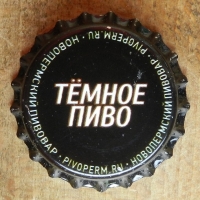 ТЁМНОЕ
ПИВО
НОВОПЕРМСКИЙ ПИВОВАР · PIVOPERM.RU · НОВОПЕРМСКИЙ ПИВОВАР · PIVOPERM.RU ·